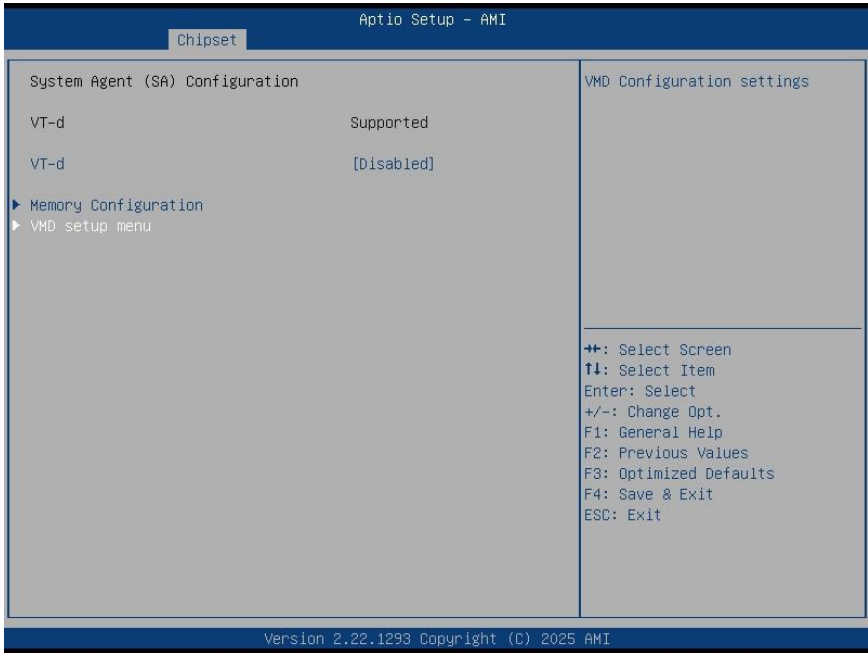 Aptio Setup - AMI
Chipset
System Agent (SA) Configuration
VT-d Supported
VT-d [Disabled]
Memory Configuration
VMD setup menu
VMD Configuration settings
→←: Select Screen
↑↓: Select Item
Enter: Select
+/-: Change Opt.
F1: General Help
F2: Previous Values
F3: Optimized Defaults
F4: Save & Exit
ESC: Exit
Version 2.22.1293 Copyright (C) 2025 AMI